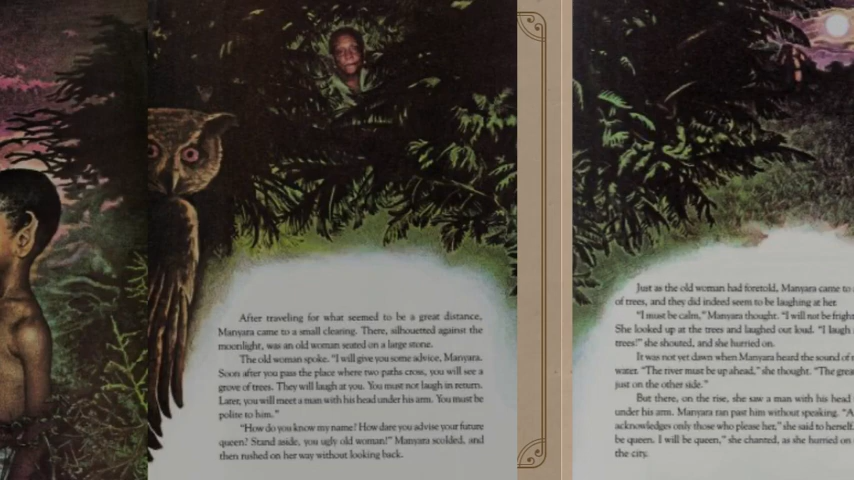 After traveling for what seemed to be a great distance,
Manyara came to a small clearing. There, silhouetted against the
moonlight, was an old woman seated on a large stone.
The old woman spoke. "I will give you some advice, Manyara.
Soon after you pass the place where two paths cross, you will see a
grove of trees. They will laugh at you. You must not laugh in return.
Later, you will meet a man with his head under his arm. You must be
polite to him."
"How do you know my name? How dare you advise your future
queen? Stand aside, you ugly old woman!" Manyara scolded, and
then rushed on her way without looking back.
Just as the old woman had foretold, Manyara came to
of trees, and they did indeed seem to be laughing at her.
"I must be calm," Manyara thought. "I will not be
She looked up at the trees and laughed out loud. "I laugh
trees!" she shouted, and she hurried on.
It was not yet dawn when Manyara heard the sound of
water. "The river must be up ahead," she thought. "The
just on the other side."
But there, on the rise, she saw a man with his head
under his arm. Manyara ran past him without speaking. "A
acknowledges only those who please her," she said to herself.
be queen. I will be queen," she chanted, as she hurried on
the city.